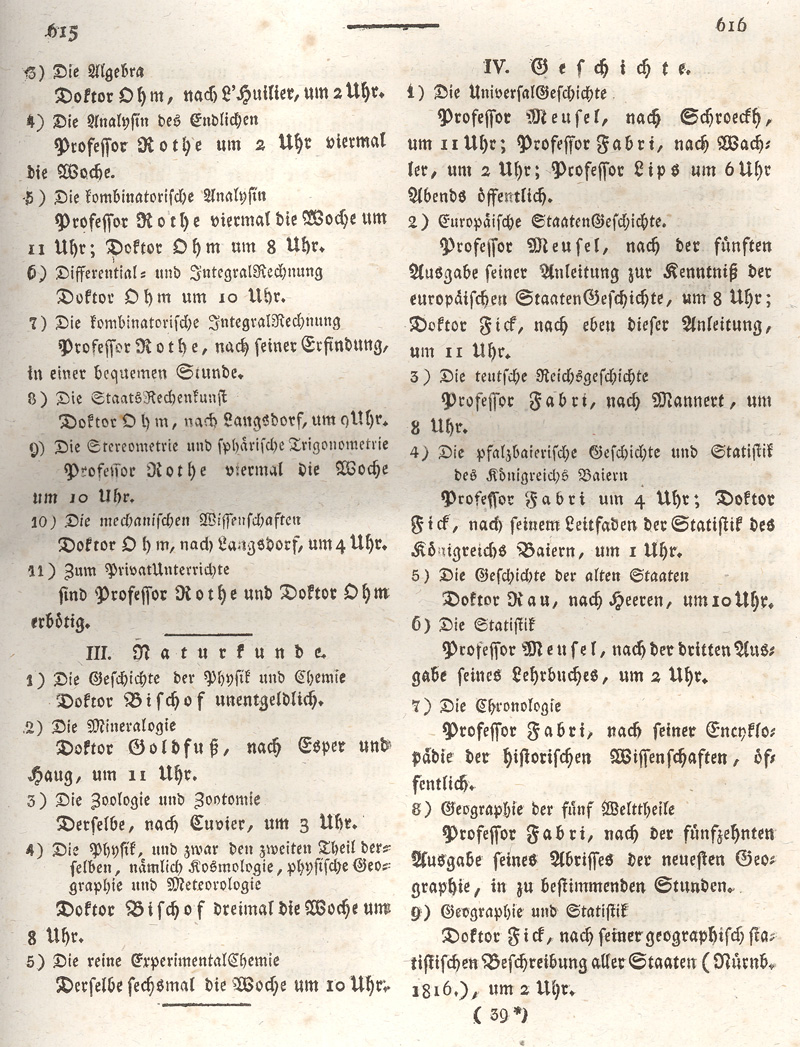 615
3) Die Algebra
Doktor Ohm, nach L'Huilier, um 2 Uhr.
4) Die Analysin des Endlichen
Professor Rothe um 2 Uhr viermal
die Woche.
5) Die kombinatorische Analysin
Professor Rothe viermal die Woche um
11 Uhr; Doktor Ohm um 8 Uhr.
6) Differential- und IntegralRechnung
Doktor Ohm um 10 Uhr.
7) Die kombinatorische IntegralRechnung
Professor Rothe, nach seiner Erfindung,
in einer bequemen Stunde.
8) Die StaatsRechenkunst
Doktor Ohm, nach Langsdorf, um 9 Uhr.
9) Die Stereometrie und sphärische Trigonometrie
Professor Rothe viermal die Woche
um 10 Uhr.
10) Die mechanischen Wissenschaften
Doktor Ohm, nach Langsdorf, um 4 Uhr.
11) Zum PrivatUnterrichte
sind Professor Rothe und Doktor Ohm
erbötig.
III. Naturkunde.
1) Die Geschichte der Physik und Chemie
Doktor Bischof unentgeldlich.
2) Die Mineralogie
Doktor Goldfuß, nach Esper und
Haug, um 11 Uhr.
3) Die Zoologie und Zootomie
Derselbe, nach Cuvier, um 3 Uhr.
4) Die Physik, und zwar den zweiten Theil der-
selben, nämlich Kosmologie, physische Geo-
graphie und Meteorologie
Doktor Bischof dreimal die Woche um
8 Uhr.
5) Die reine ExperimentalChemie
Derselbe sechsmal die Woche um 10 Uhr.
616
IV. Geschichte.
1) Die UniversalGeschichte
Professor Meusel, nach Schroeckh,
um 11 Uhr; Professor Fabri, nach Wach-
ler, um 2 Uhr; Professor Lips um 6 Uhr
Abends öffentlich.
2) Europäische StaatenGeschichte.
Professor Meusel, nach der fünften
Ausgabe seiner Anleitung zur Kenntniß der
europäischen StaatenGeschichte, um 8 Uhr;
Doktor Fick, nach eben dieser Anleitung,
um 11 Uhr.
3) Die teutsche Reichsgeschichte
Professor Fabri, nach Mannert, um
8 Uhr.
4) Die pfalzbaierische Geschichte und Statistik
des Königreichs Baiern
Professor Fabri um 4 Uhr; Doktor
Fick, nach seinem Leitfaden der Statistik des
Königreichs Baiern, um 1 Uhr.
5) Die Geschichte der alten Staaten
Doktor Rau, nach Heeren, um 10 Uhr.
6) Die Statistik
Professor Meusel, nach der dritten Aus-
gabe seines Lehrbuches, um 2 Uhr.
7) Die Chronologie
Professor Fabri, nach seiner Encyklo-
pädie der historischen Wissenschaften, öf-
fentlich.
8) Geographie der fünf Welttheile
Professor Fabri, nach der fünfzehnten
Ausgabe seines Abrisses der neuesten Geo-
graphie, in zu bestimmenden Stunden.
9) Geographie und Statistik
Doktor Fick, nach seiner geographisch sta-
tistischen Beschreibung aller Staaten (Nürnb.
1816.), um 2 Uhr.
(39*)